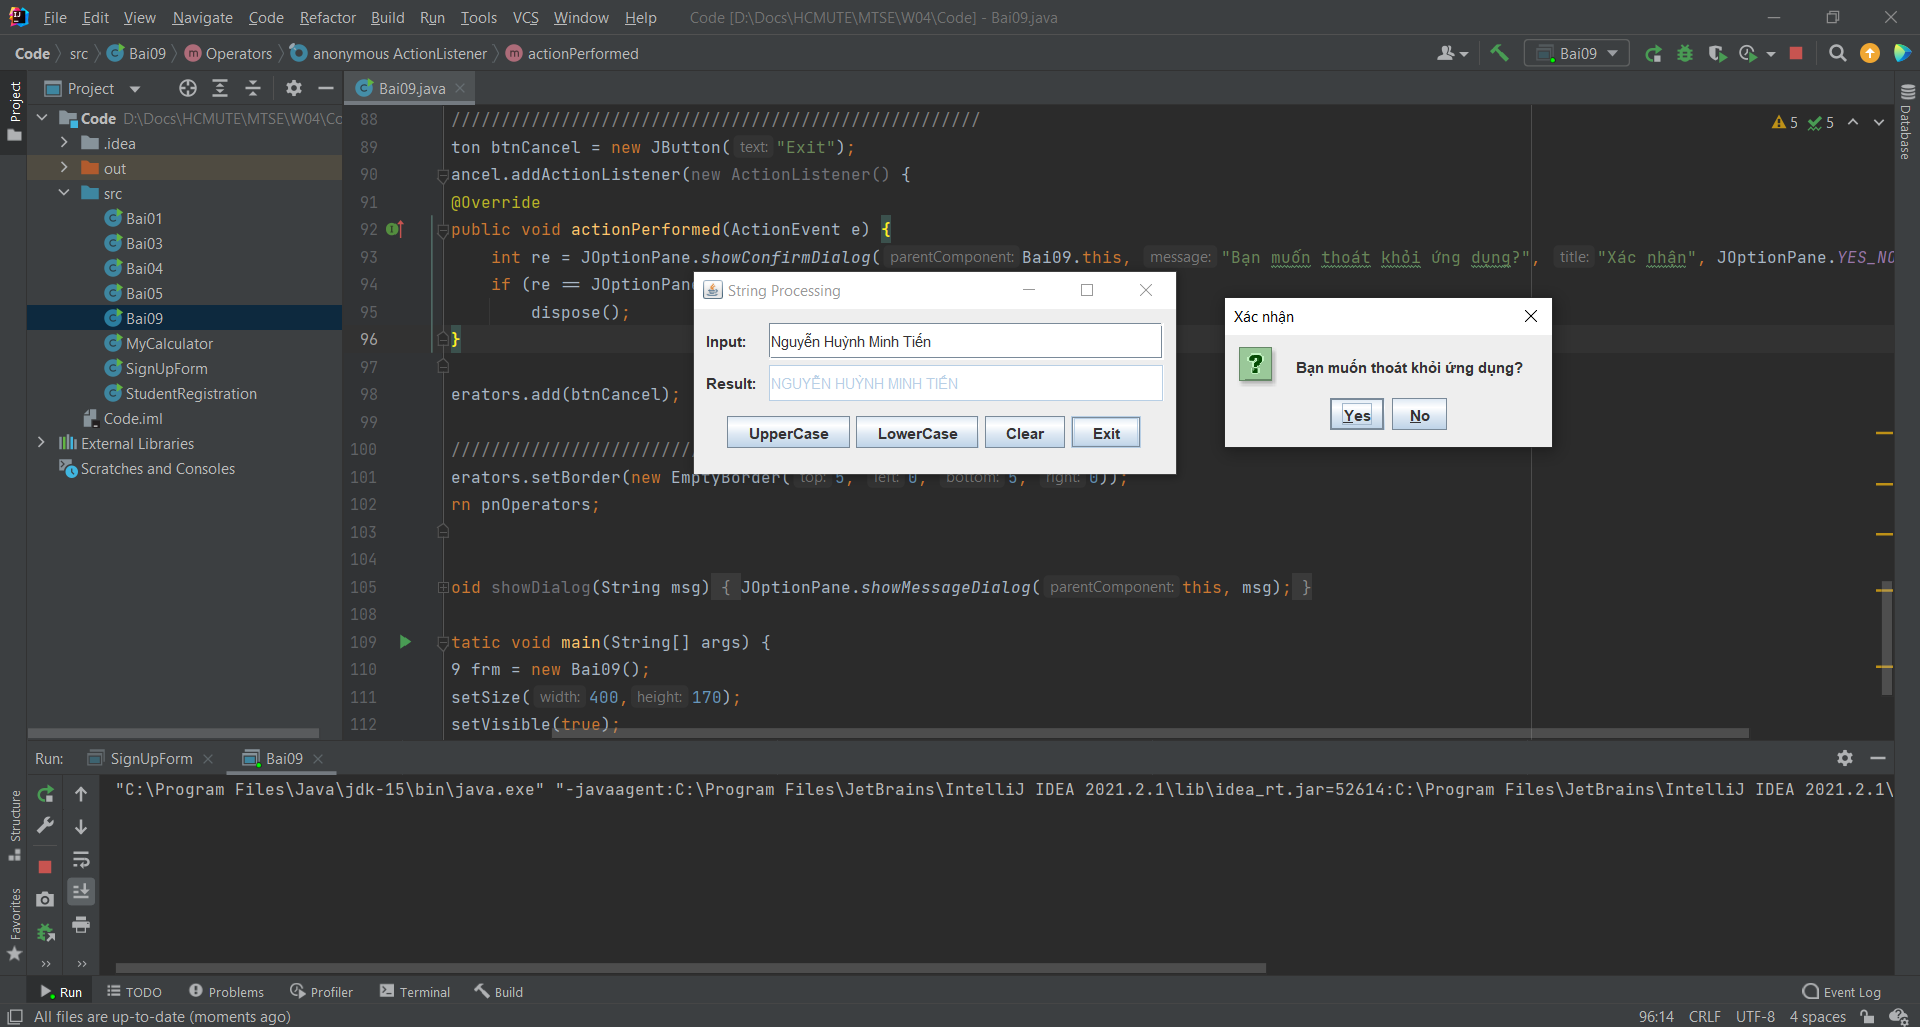 File Edit View Navigate Code Refactor Build Run Tools VCS Window Help Code [D:\Docs\HCMUTE\MTSE\W04\Code] - Bai09.java
Code src Bai09 Operators anonymous ActionListener actionPerformed Bai09
Project Bai09.java
Project
Code D:\Docs\HCMUTE\MTSE\W04\Co
.idea
out
src
Bai01
Bai03
Bai04
Bai05
Bai09
MyCalculator
SignUpForm
StudentRegistration
Code.iml
External Libraries
Scratches and Consoles
5 5
Database
88 /////////////////////////////////////////////////////
89 ton btnCancel = new JButton( text: "Exit");
90 ancel.addActionListener(new ActionListener() {
91 @Override
92 public void actionPerformed(ActionEvent e) {
93 int re = JOptionPane.showConfirmDialog( parentComponent: Bai09.this, message: "Bạn muốn thoát khỏi ứng dụng?", title: "Xác nhận", JOptionPane.YES_NO
94 if (re == JOptionPan
95 dispose();
96 }
97
98 erators.add(btnCancel);
99
100 ////////////////////////
101 erators.setBorder(new EmptyBorder( top: 5, left: 0, bottom: 5, right: 0));
102 rn pnOperators;
103
104
105 oid showDialog(String msg) { JOptionPane.showMessageDialog( parentComponent: this, msg); }
108
109 tatic void main(String[] args) {
110 9 frm = new Bai09();
111 setSize( width: 400, height: 170);
112 setVisible(true);
String Processing
Input: Nguyễn Huỳnh Minh Tiến
Result: NGUYỄN HUỲNH MINH TIẾN
UpperCase LowerCase Clear Exit
Xác nhận
Bạn muốn thoát khỏi ứng dụng?
Yes No
Run: SignUpForm Bai09
"C:\Program Files\Java\jdk-15\bin\java.exe" "-javaagent:C:\Program Files\JetBrains\IntelliJ IDEA 2021.2.1\lib\idea_rt.jar=52614:C:\Program Files\JetBrains\IntelliJ IDEA 2021.2.1\
Structure
Favorites
Run TODO Problems Profiler Terminal Build Event Log
All files are up-to-date (moments ago) 96:14 CRLF UTF-8 4 spaces